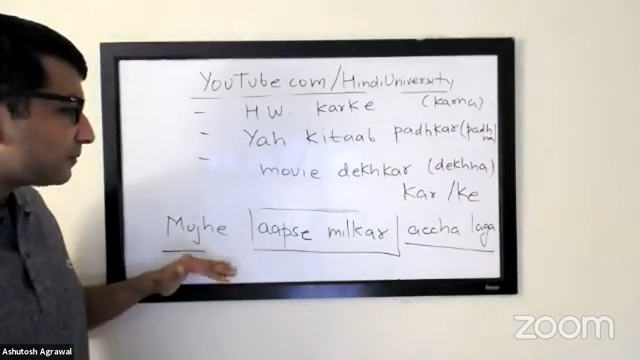 YouTube.com/HindiUniversity
- H W. karke (karna)
- Yah kitaab padhkar (padhna)
- movie dekhkar (dekhna)
kar/ke
Mujhe |aapse milkar| accha laga
zoom
Ashutosh Agrawal